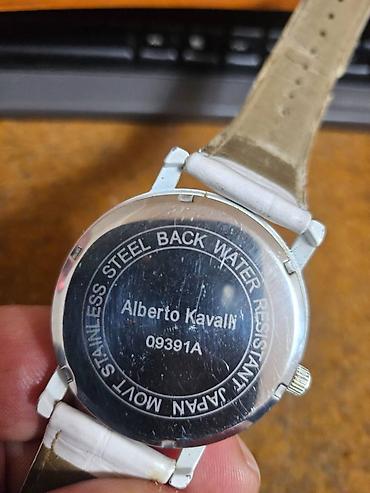 STAINLESS STEEL BACK WATER RESISTANT JAPAN MOVT
Alberto Kavalli
09391A